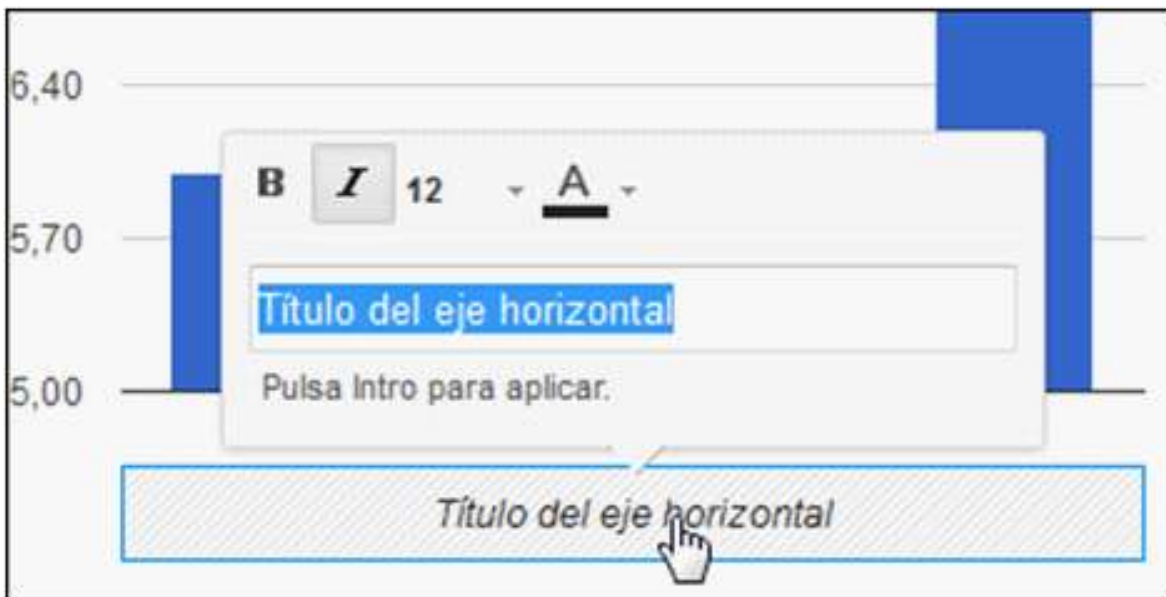 6,40
B I 12 A
5,70
Título del eje horizontal
Pulsa Intro para aplicar.
5,00
Título del eje horizontal